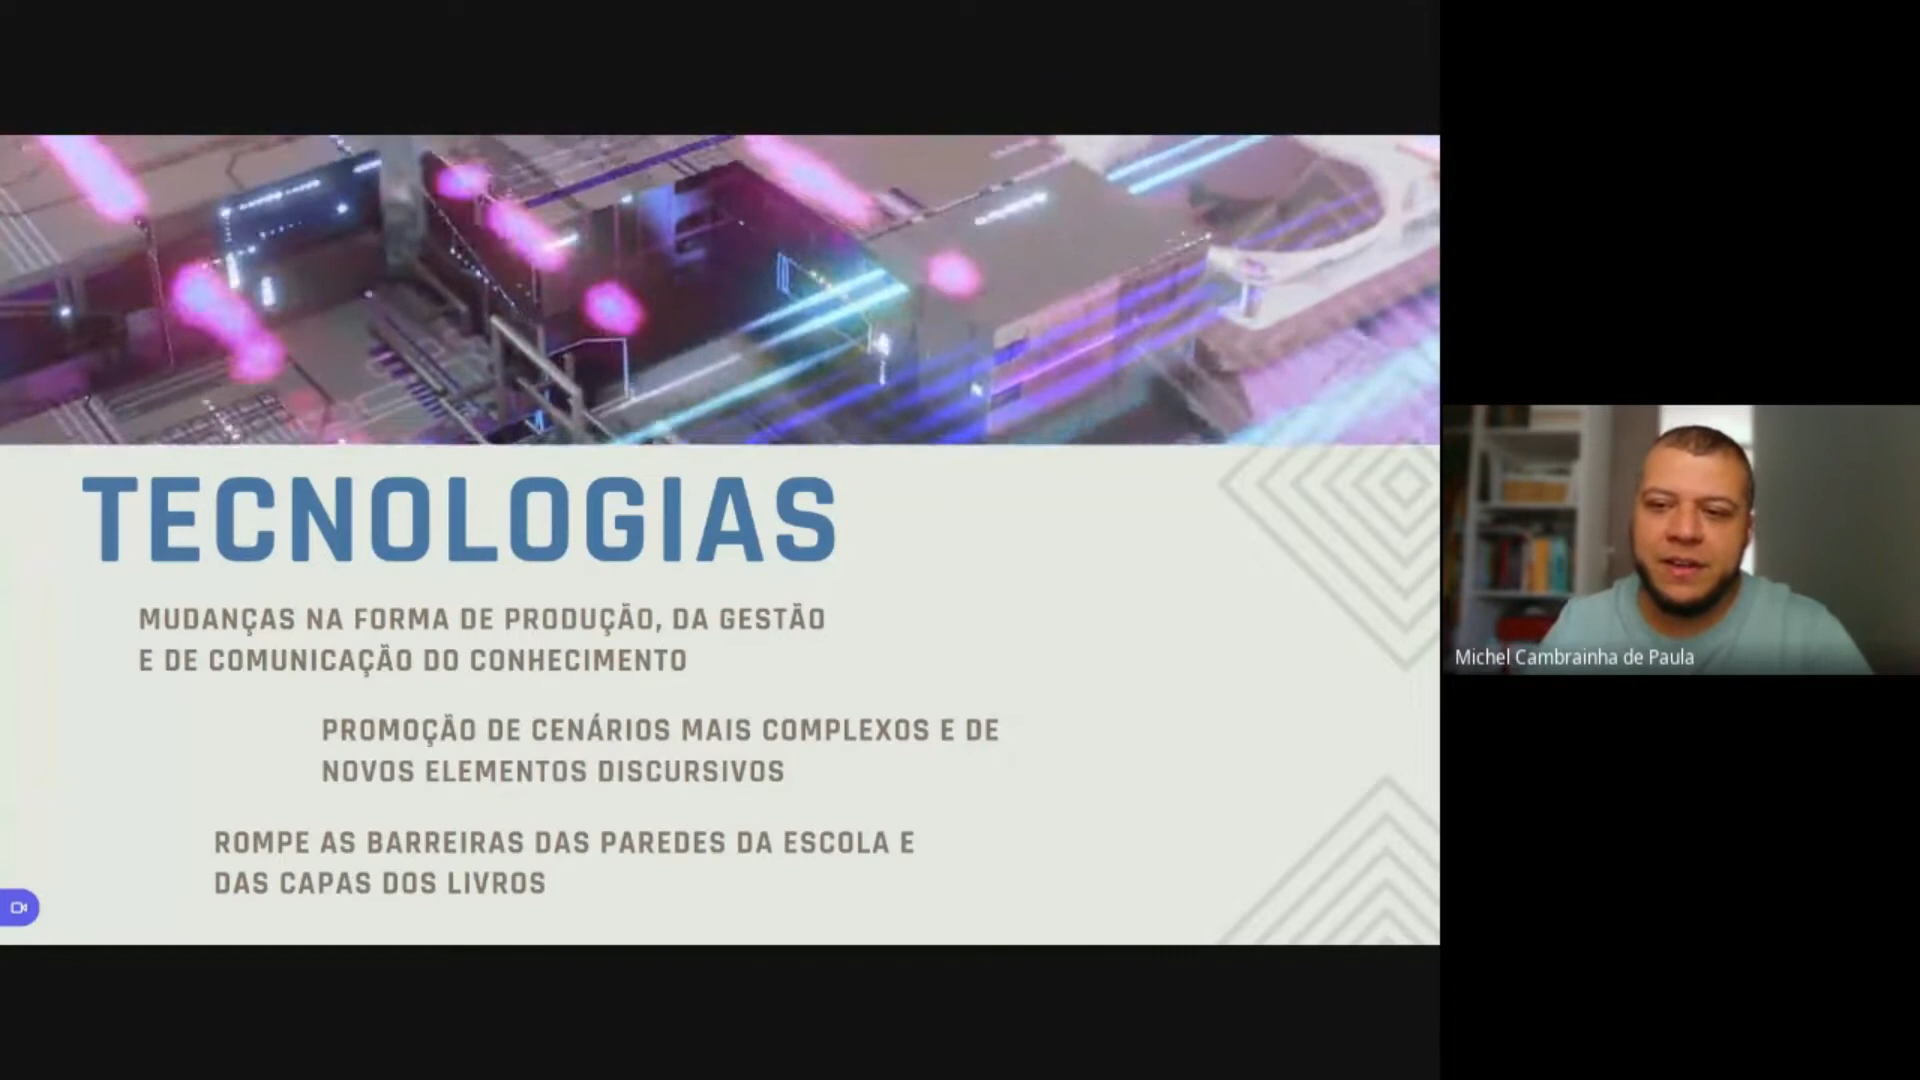 TECNOLOGIAS
MUDANÇAS NA FORMA DE PRODUÇÃO, DA GESTÃO
E DE COMUNICAÇÃO DO CONHECIMENTO
PROMOÇÃO DE CENÁRIOS MAIS COMPLEXOS E DE
NOVOS ELEMENTOS DISCURSIVOS
ROMPE AS BARREIRAS DAS PAREDES DA ESCOLA E
DAS CAPAS DOS LIVROS
Michel Cambrainha de Paula